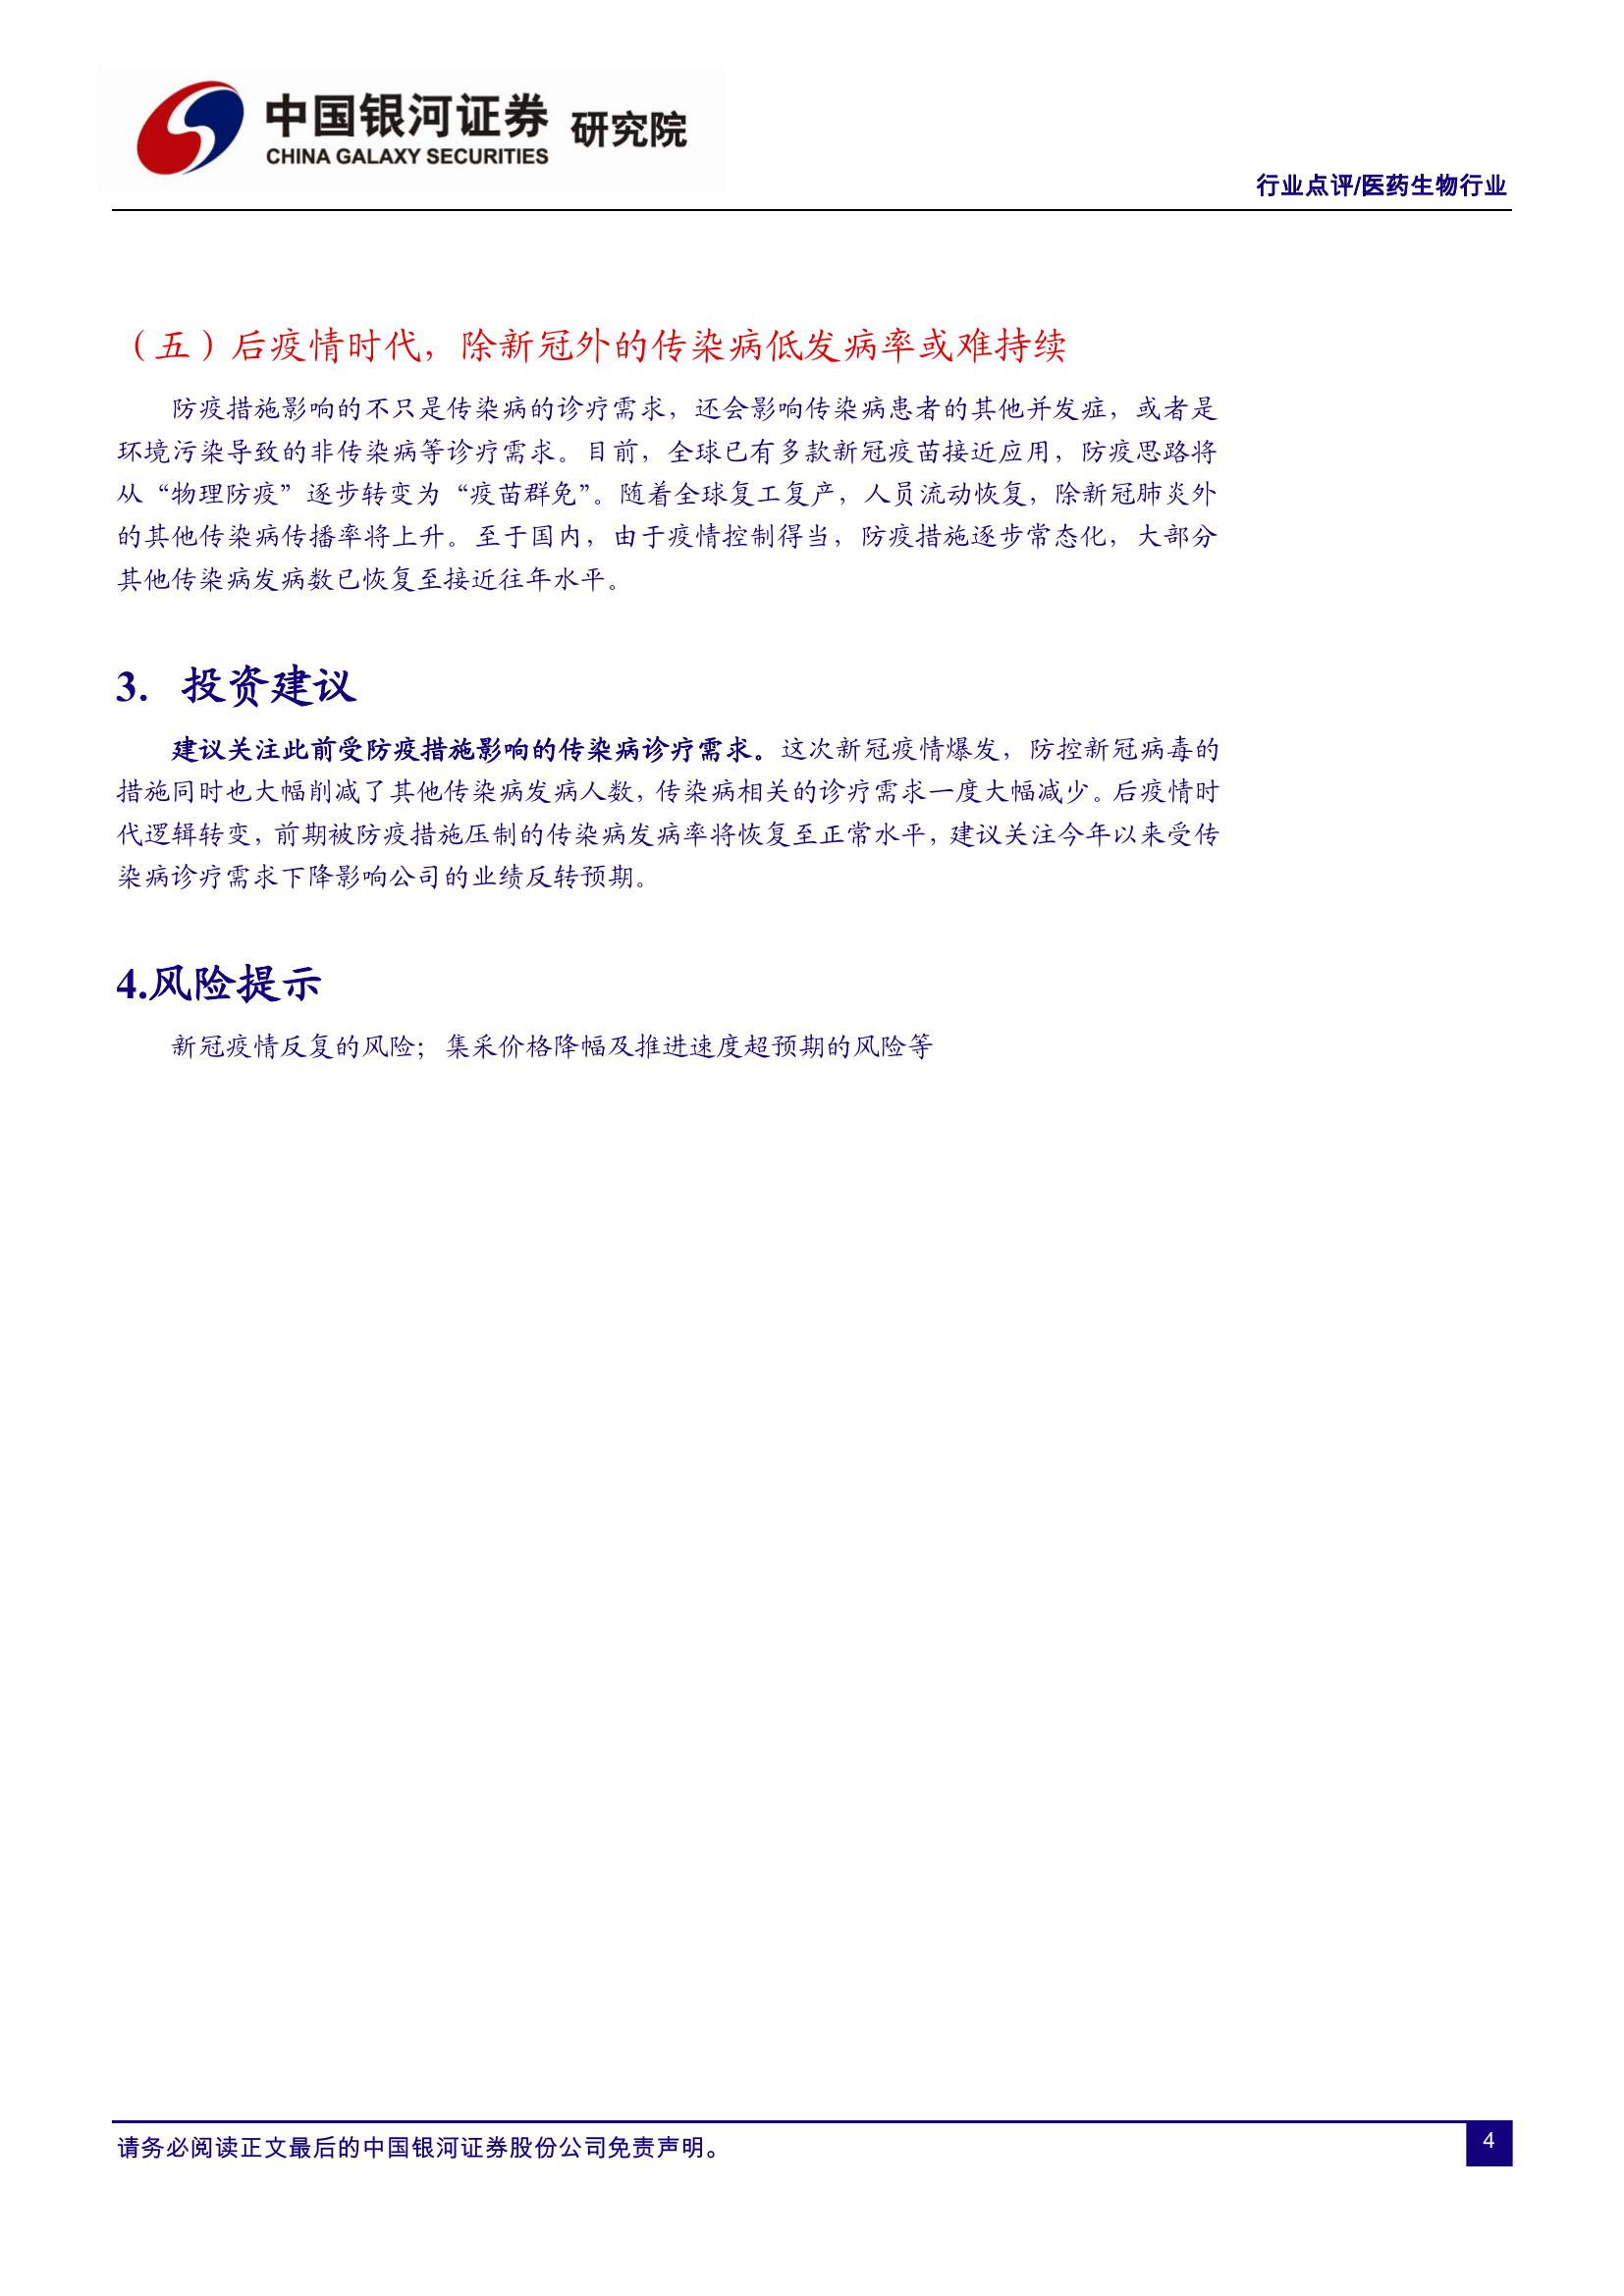 中国银河证券 研究院
CHINA GALAXY SECURITIES
行业点评/医药生物行业
（五）后疫情时代，除新冠外的传染病低发病率或难持续
防疫措施影响的不只是传染病的诊疗需求，还会影响传染病患者的其他并发症，或者是
环境污染导致的非传染病等诊疗需求。目前，全球已有多款新冠疫苗接近应用，防疫思路将
从“物理防疫”逐步转变为“疫苗群免”。随着全球复工复产，人员流动恢复，除新冠肺炎外
的其他传染病传播率将上升。至于国内，由于疫情控制得当，防疫措施逐步常态化，大部分
其他传染病发病数已恢复至接近往年水平。
3. 投资建议
建议关注此前受防疫措施影响的传染病诊疗需求。这次新冠疫情爆发，防控新冠病毒的
措施同时也大幅削减了其他传染病发病人数，传染病相关的诊疗需求一度大幅减少。后疫情时
代逻辑转变，前期被防疫措施压制的传染病发病率将恢复至正常水平，建议关注今年以来受传
染病诊疗需求下降影响公司的业绩反转预期。
4.风险提示
新冠疫情反复的风险；集采价格降幅及推进速度超预期的风险等
请务必阅读正文最后的中国银河证券股份公司免责声明。
4